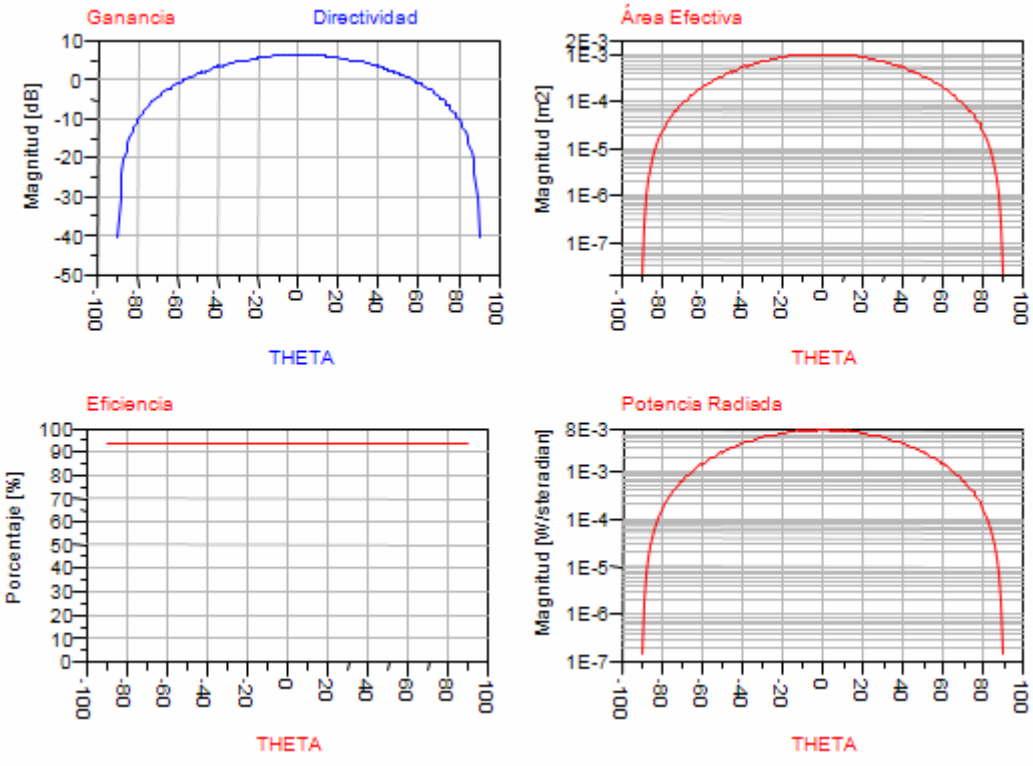 Ganancia Directividad
Magnitud [dB]
10
0
-10
-20
-30
-40
-50
-100 -80 -60 -40 -20 0 20 40 60 80 100
THETA
Área Efectiva
Magnitud [m2]
2E-3
1E-3
1E-4
1E-5
1E-6
1E-7
-100 -80 -60 -40 -20 0 20 40 60 80 100
THETA
Eficiencia
Porcentaje [%]
100
90
80
70
60
50
40
30
20
10
0
-100 -80 -60 -40 -20 0 20 40 60 80 100
THETA
Potencia Radiada
Magnitud [W/steradian]
8E-3
1E-3
1E-4
1E-5
1E-6
1E-7
-100 -80 -60 -40 -20 0 20 40 60 80 100
THETA